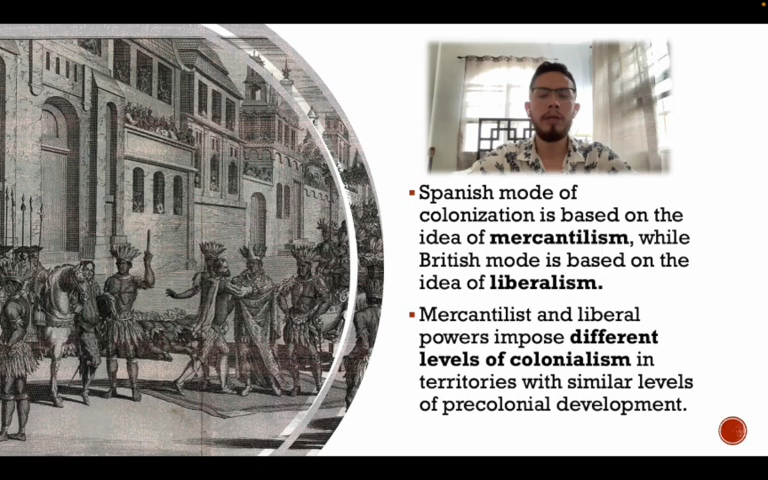 Spanish mode of
colonization is based on the
idea of mercantilism, while
British mode is based on the
idea of liberalism.
Mercantilist and liberal
powers impose different
levels of colonialism in
territories with similar levels
of precolonial development.